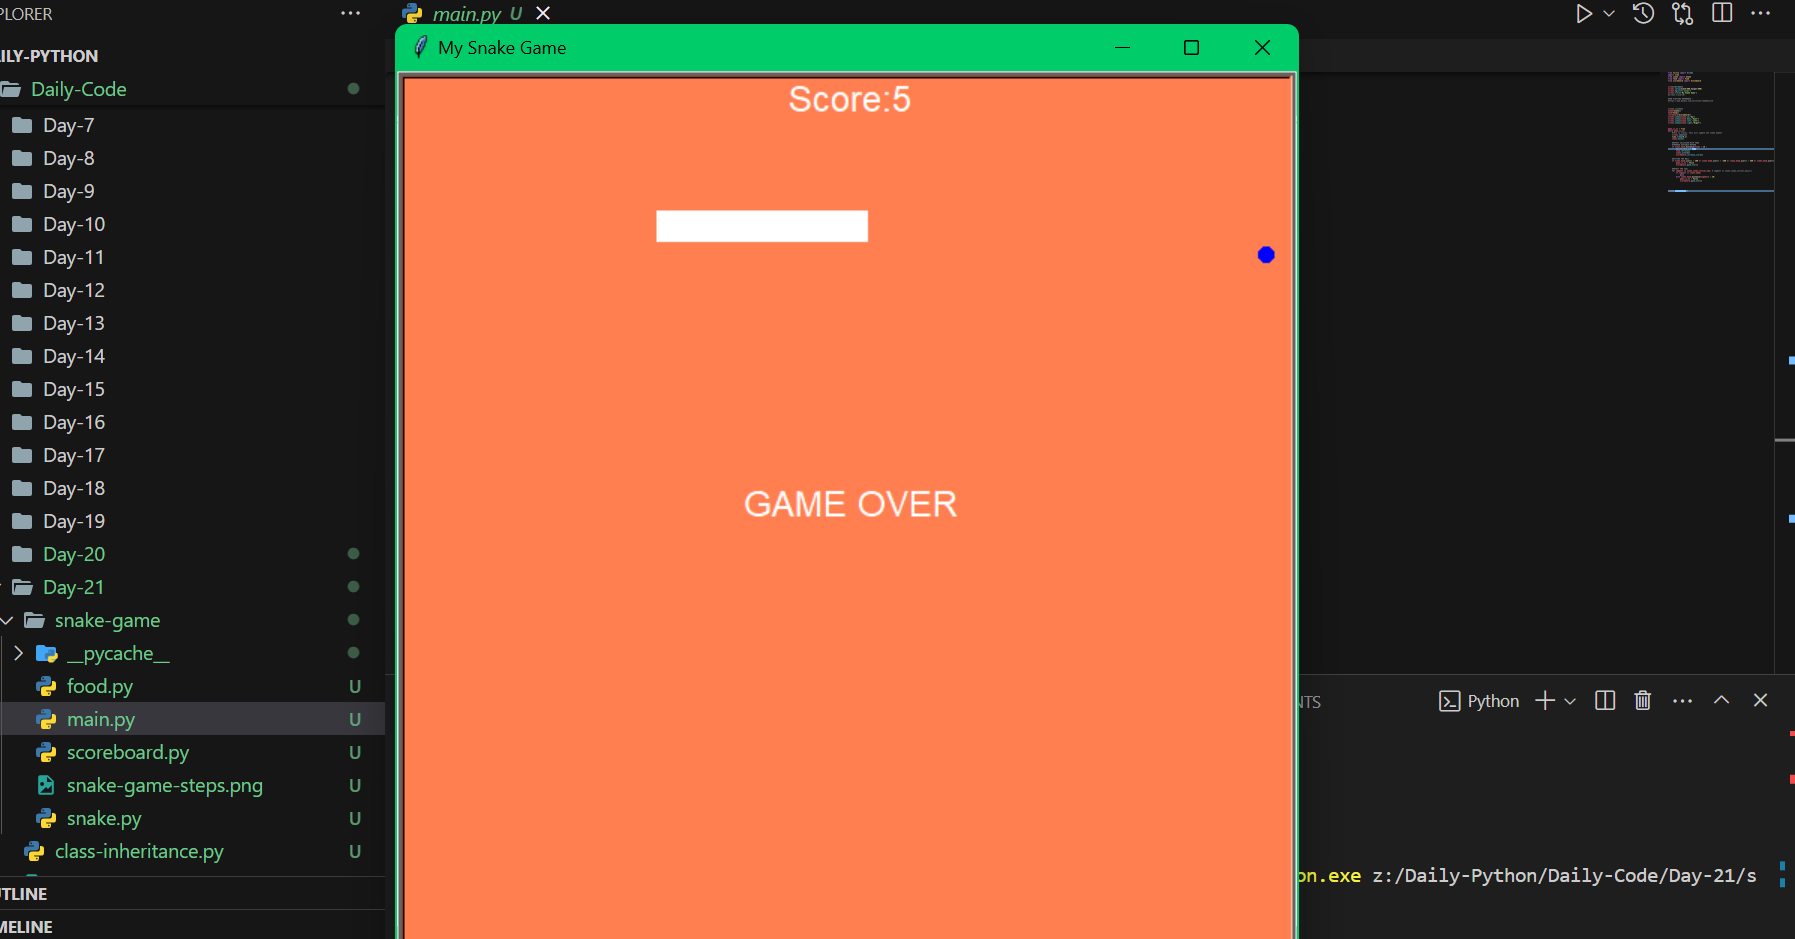 PLORER
main.py U
My Snake Game
ILY-PYTHON
Daily-Code
Score:5
Day-7
Day-8
Day-9
Day-10
Day-11
Day-12
Day-13
Day-14
Day-15
Day-16
Day-17
Day-18
GAME OVER
Day-19
Day-20
Day-21
snake-game
__pycache__
food.py U
main.py U
scoreboard.py U
snake-game-steps.png U
snake.py U
class-inheritance.py U
NTS
Python
on.exe z:/Daily-Python/Daily-Code/Day-21/s
UTLINE
MELINE